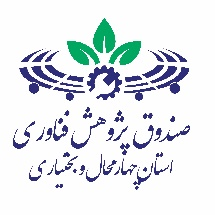 صندوق پژوهش فناوری
استان چهارمحال و بختیاری